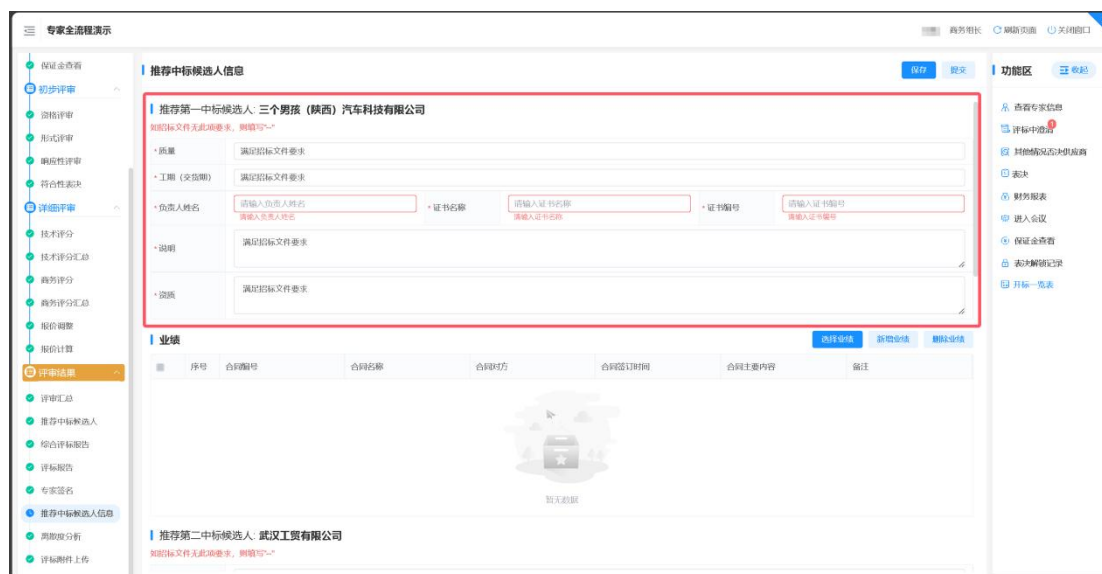 专家全流程演示
商务组长 刷新页面 关闭窗口
保证金查看
初步评审
资格评审
形式评审
响应性评审
符合性表决
详细评审
技术评分
技术评分汇总
商务评分
商务评分汇总
报价调整
报价计算
评审结果
评审汇总
推荐中标候选人
综合评标报告
评标报告
专家签名
推荐中标候选人信息
离散度分析
评标附件上传
推荐中标候选人信息 保存 提交
推荐第一中标候选人: 三个男孩（陕西）汽车科技有限公司
如招标文件无此项要求，则填写"--"
*质量 满足招标文件要求
*工期（交货期） 满足招标文件要求
*负责人姓名 请输入负责人姓名 *证书名称 请输入证书名称 *证书编号 请输入证书编号
请输入负责人姓名 请输入证书名称 请输入证书编号
*说明 满足招标文件要求
*资质 满足招标文件要求
业绩 选择业绩 新增业绩 删除业绩
序号 合同编号 合同名称 合同对方 合同签订时间 合同主要内容 备注
暂无数据
推荐第二中标候选人: 武汉工贸有限公司
如招标文件无此项要求，则填写"--"
功能区 收起
查看专家信息
评标中澄清
其他情况否决供应商
表决
财务报表
进入会议
保证金查看
表决解锁记录
开标一览表